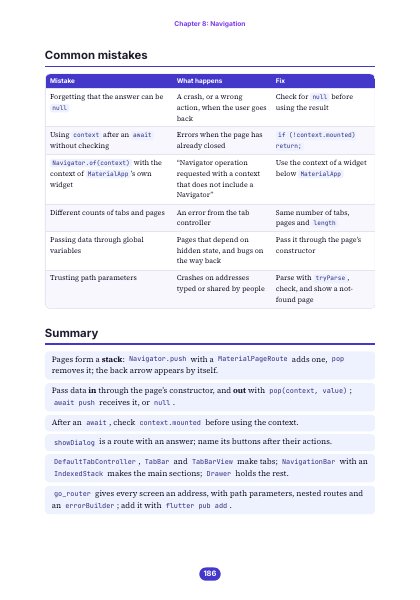 Chapter 8: Navigation
Common mistakes
Mistake What happens Fix
Forgetting that the answer can be null A crash, or a wrong action, when the user goes back Check for null before using the result
Using context after an await without checking Errors when the page has already closed if (!context.mounted) return;
Navigator.of(context) with the context of MaterialApp's own widget "Navigator operation requested with a context that does not include a Navigator" Use the context of a widget below MaterialApp
Different counts of tabs and pages An error from the tab controller Same number of tabs, pages and length
Passing data through global variables Pages that depend on hidden state, and bugs on the way back Pass it through the page's constructor
Trusting path parameters Crashes on addresses typed or shared by people Parse with tryParse, check, and show a not-found page
Summary
Pages form a stack: Navigator.push with a MaterialPageRoute adds one, pop
removes it; the back arrow appears by itself.
Pass data in through the page's constructor, and out with pop(context, value);
await push receives it, or null.
After an await, check context.mounted before using the context.
showDialog is a route with an answer; name its buttons after their actions.
DefaultTabController, TabBar and TabBarView make tabs; NavigationBar with an
IndexedStack makes the main sections; Drawer holds the rest.
go_router gives every screen an address, with path parameters, nested routes and
an errorBuilder; add it with flutter pub add.
186